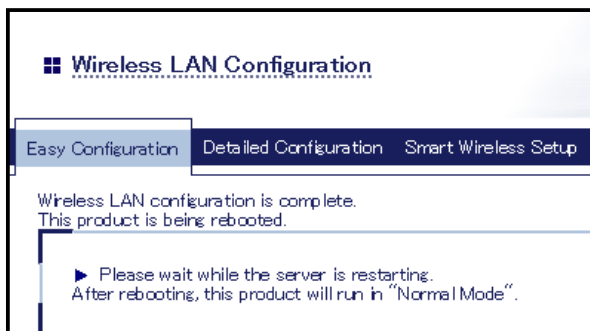 Wireless LAN Configuration
Easy Configuration Detailed Configuration Smart Wireless Setup
Wireless LAN configuration is complete.
This product is being rebooted.
► Please wait while the server is restarting.
After rebooting, this product will run in "Normal Mode".